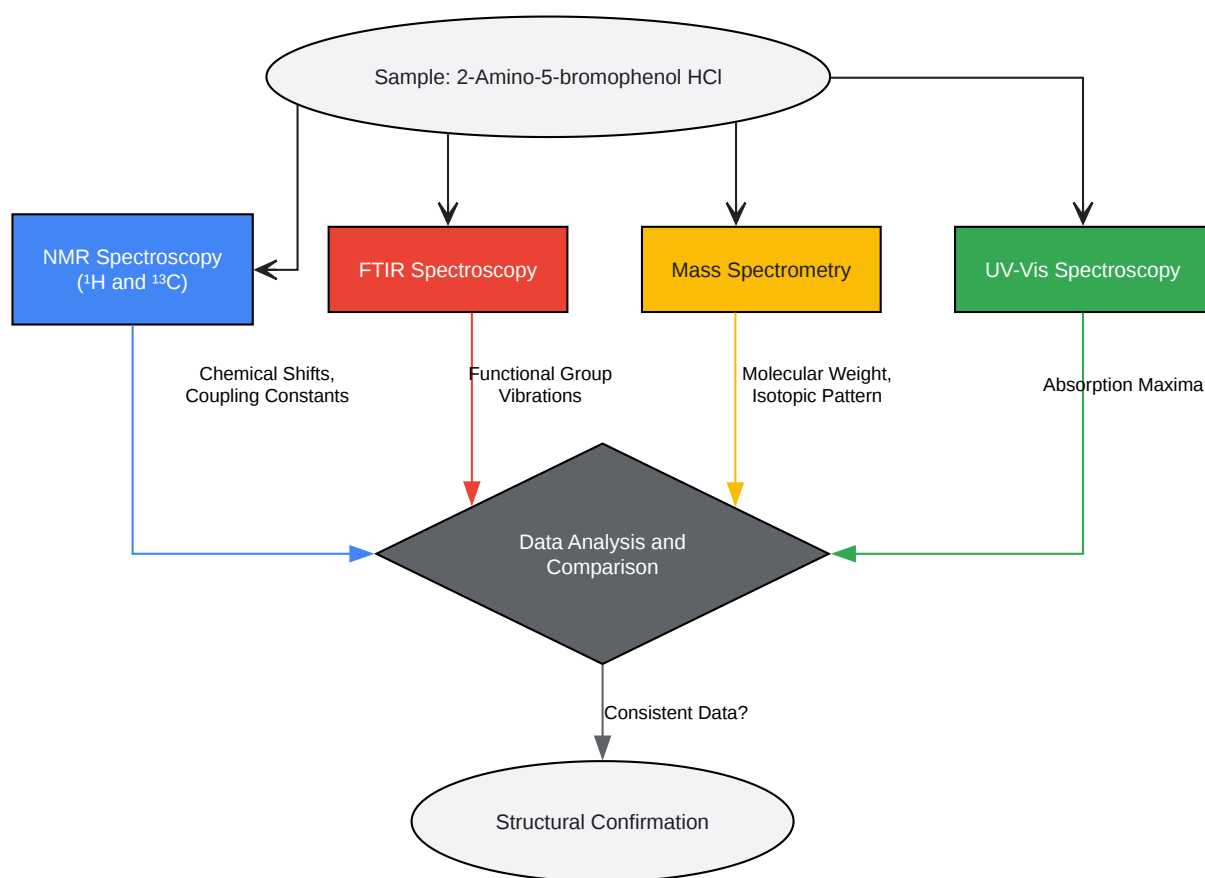 Sample: 2-Amino-5-bromophenol HCl
NMR Spectroscopy
(¹H and ¹³C)
FTIR Spectroscopy
Mass Spectrometry
UV-Vis Spectroscopy
Chemical Shifts,
Coupling Constants
Functional Group
Vibrations
Molecular Weight,
Isotopic Pattern
Absorption Maxima
Data Analysis and
Comparison
Consistent Data?
Structural Confirmation